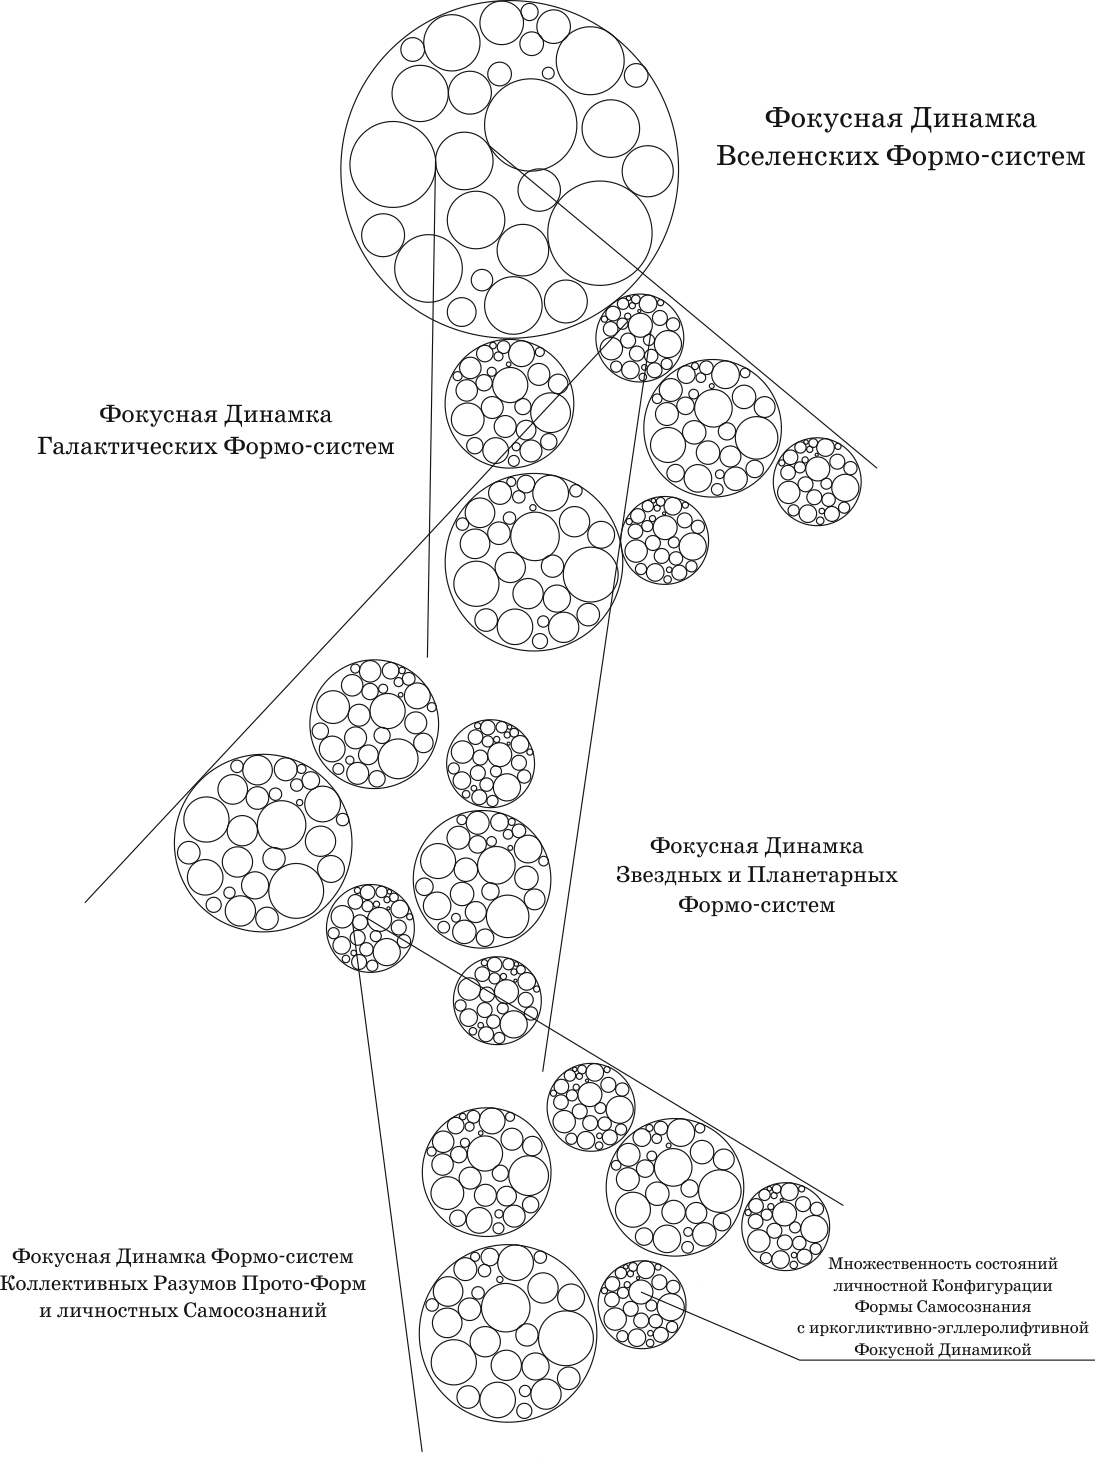 Фокусная Динамка
Вселенских Формо-систем
Фокусная Динамка
Галактических Формо-систем
Фокусная Динамка
Звездных и Планетарных
Формо-систем
Фокусная Динамка Формо-систем
Коллективных Разумов Прото-Форм
и личностных Самосознаний
Множественность состояний
личностной Конфигурации
Формы Самосознания
с иркогликтивно-эгллеролифтивной
Фокусной Динамикой